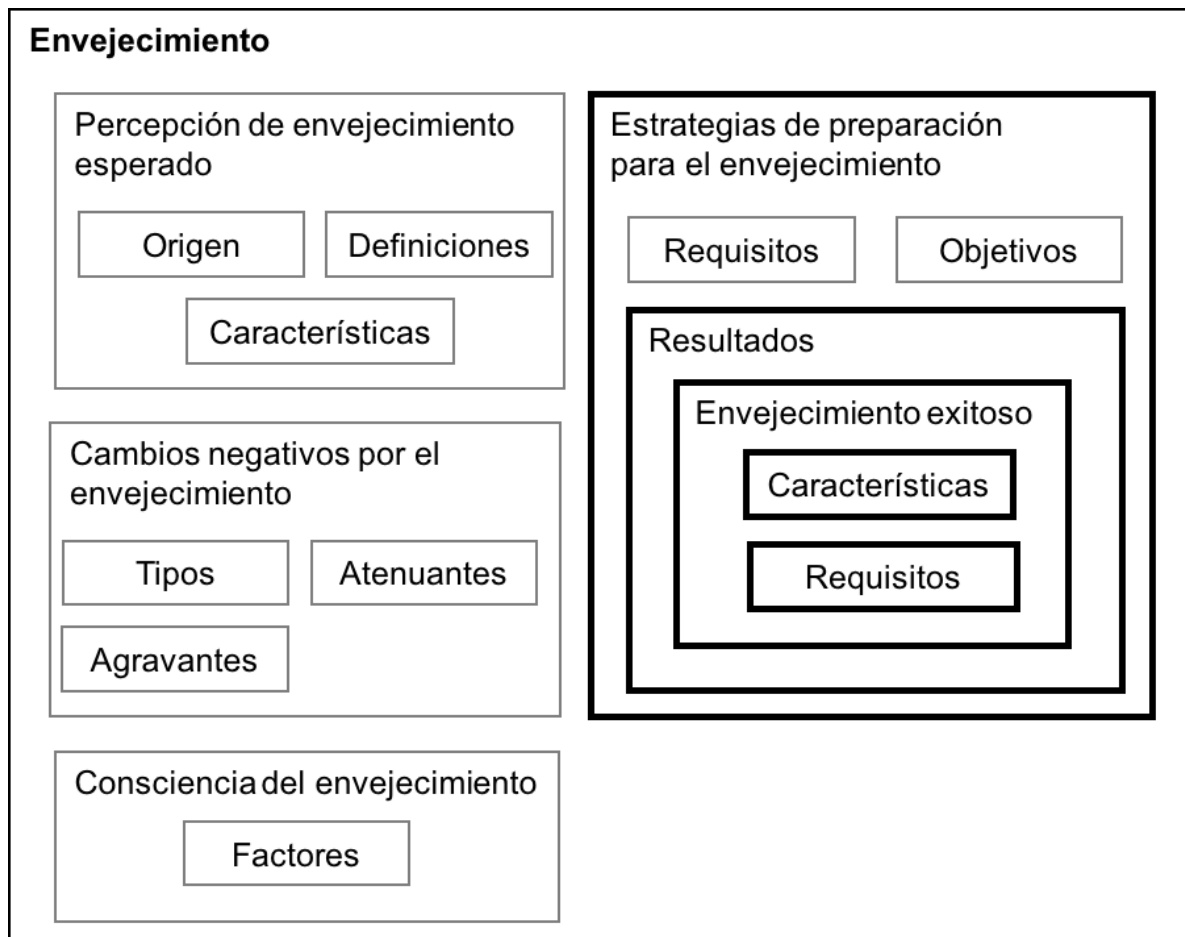 Envejecimiento
Percepción de envejecimiento
esperado
Origen
Definiciones
Características
Cambios negativos por el
envejecimiento
Tipos
Atenuantes
Agravantes
Consciencia del envejecimiento
Factores
Estrategias de preparación
para el envejecimiento
Requisitos
Objetivos
Resultados
Envejecimiento exitoso
Características
Requisitos